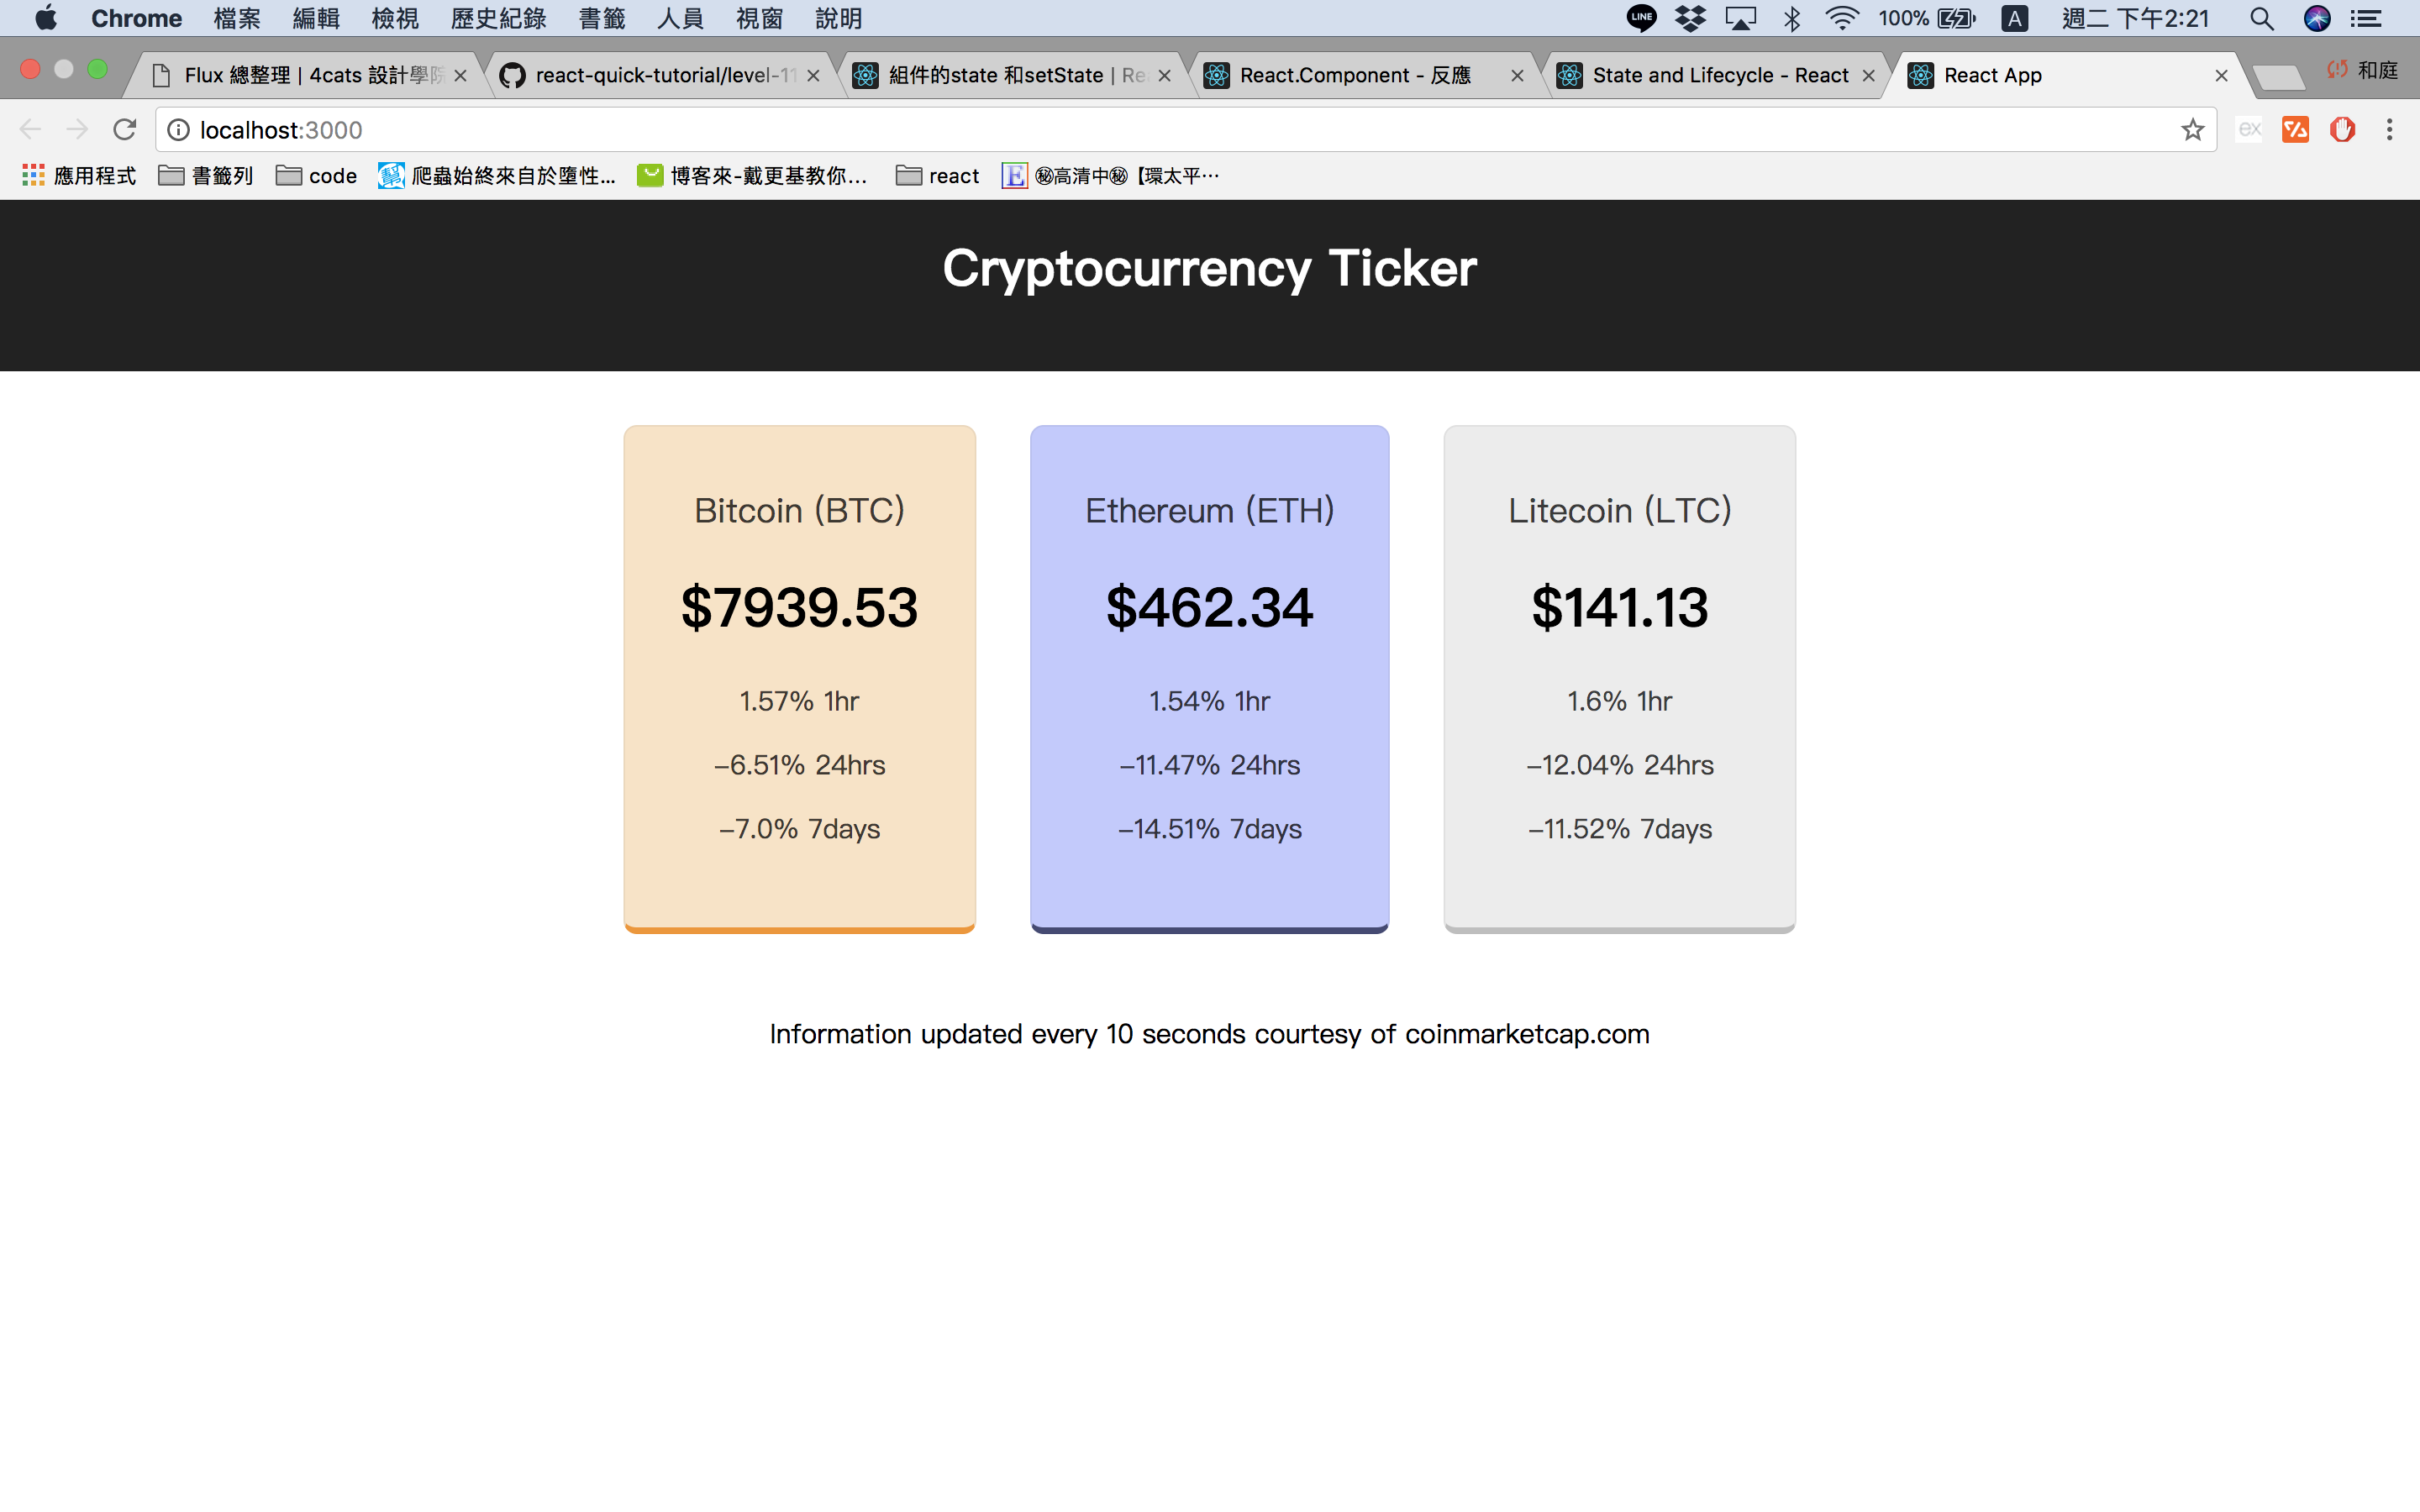 Chrome 檔案 編輯 檢視 歷史紀錄 書籤 人員 視窗 說明 LINE 100% A 週二 下午2:21
Flux 總整理 | 4cats 設計學院 react-quick-tutorial/level-11 組件的state 和setState | Re React.Component - 反應 State and Lifecycle - React React App 和庭
localhost:3000 ex
應用程式 書籤列 code 爬蟲始終來自於墮性... 博客來-戴更基教你... react E ㊙高清中㊙【環太平…
Cryptocurrency Ticker
Bitcoin (BTC)
$7939.53
1.57% 1hr
-6.51% 24hrs
-7.0% 7days
Ethereum (ETH)
$462.34
1.54% 1hr
-11.47% 24hrs
-14.51% 7days
Litecoin (LTC)
$141.13
1.6% 1hr
-12.04% 24hrs
-11.52% 7days
Information updated every 10 seconds courtesy of coinmarketcap.com